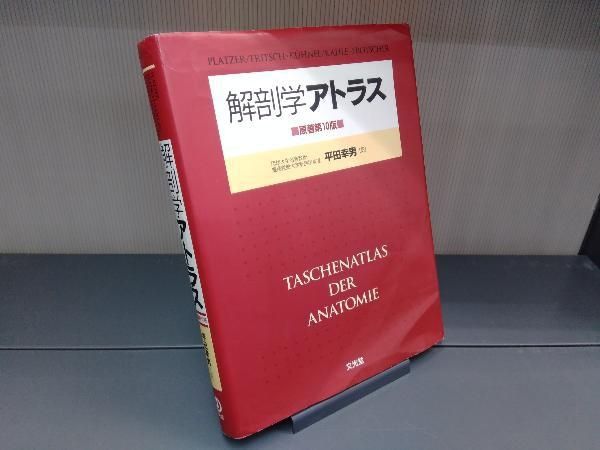 PLATZER/FRITSCH・KÜHNEL/KAHLE・FROTSCHER
解剖学アトラス
■原著第10版■
平田幸男 訳
TASCHENATLAS
DER
ANATOMIE
文光堂
解剖学アトラス